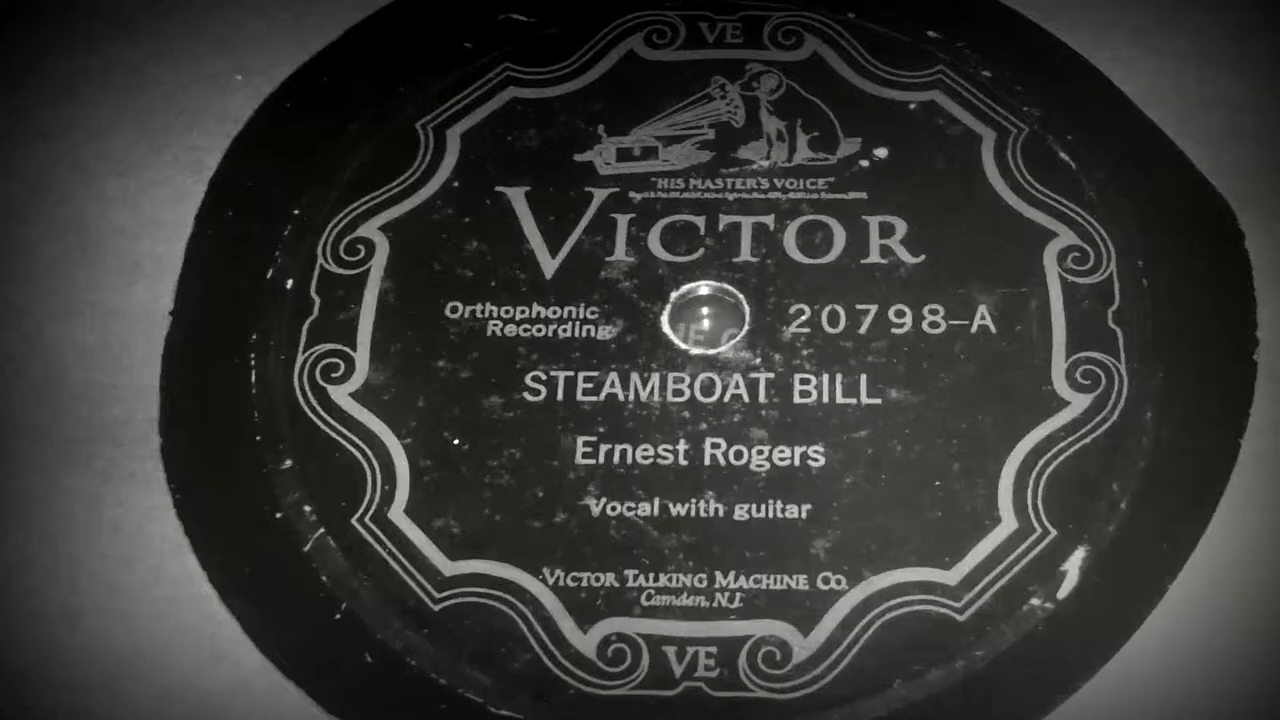 VE
"HIS MASTER'S VOICE"
VICTOR
Orthophonic
Recording
20798-A
STEAMBOAT BILL
Ernest Rogers
Vocal with guitar
VICTOR TALKING MACHINE CO.
Camden, N.J.
VE